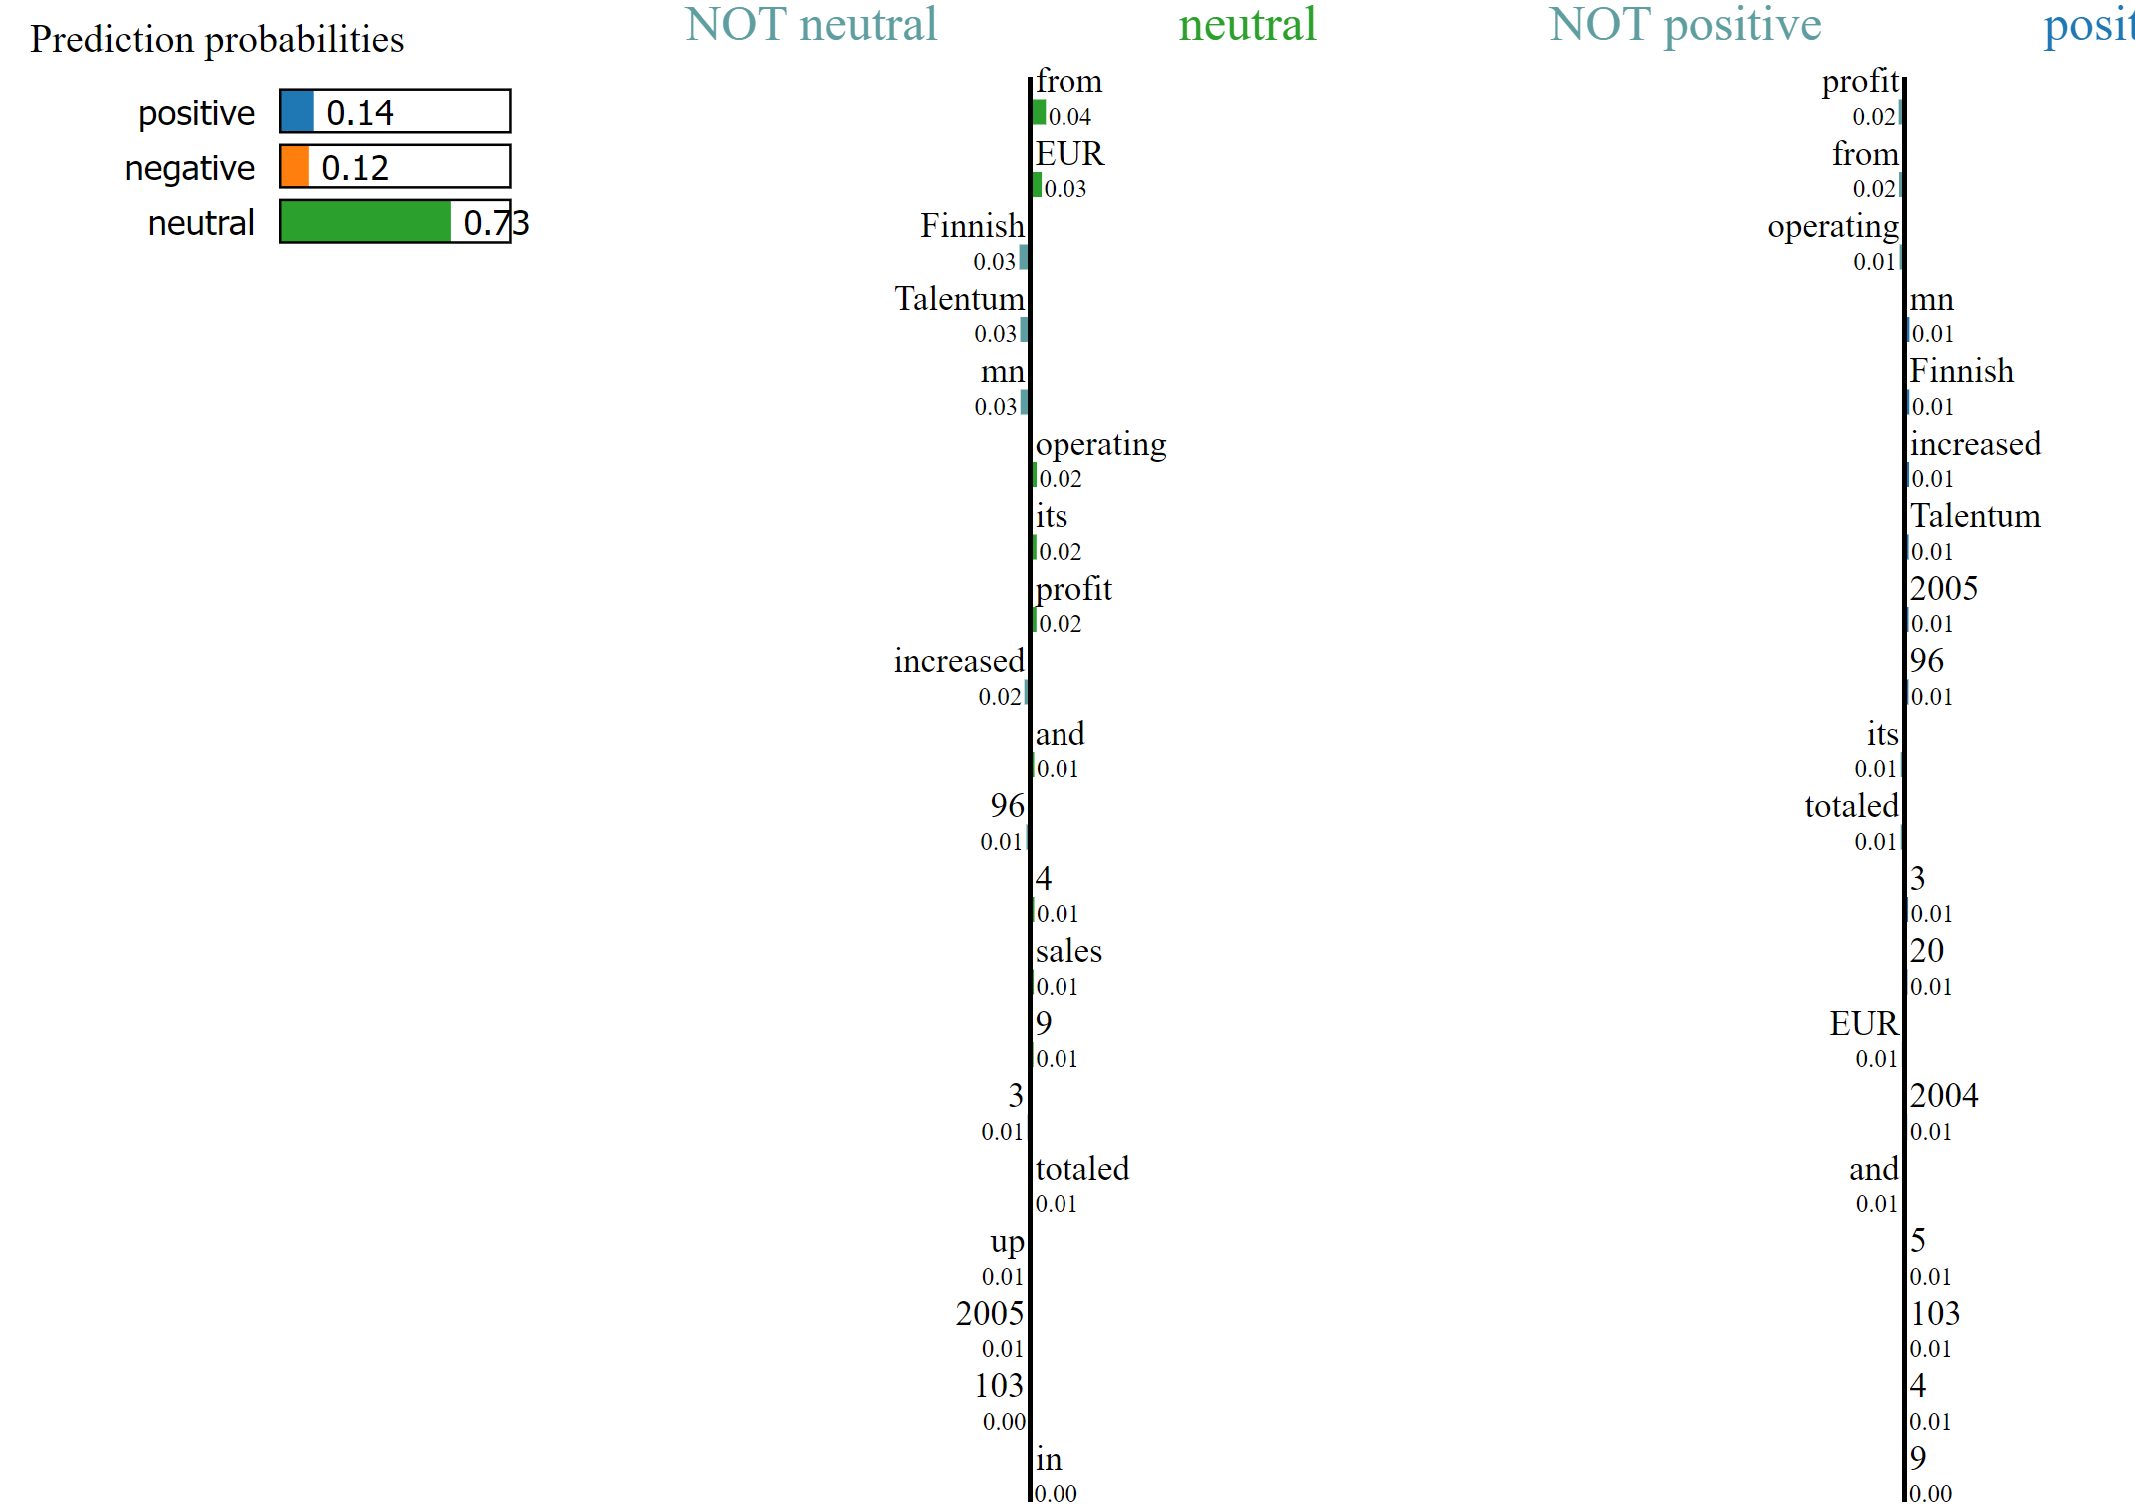 Prediction probabilities
positive 0.14
negative 0.12
neutral 0.73
NOT neutral neutral
from
0.04
EUR
0.03
Finnish
0.03
Talentum
0.03
mn
0.03
operating
0.02
its
0.02
profit
0.02
increased
0.02
and
0.01
96
0.01
4
0.01
sales
0.01
9
0.01
3
0.01
totaled
0.01
up
0.01
2005
0.01
103
0.00
in
0.00
NOT positive posit
profit
0.02
from
0.02
operating
0.01
mn
0.01
Finnish
0.01
increased
0.01
Talentum
0.01
2005
0.01
96
0.01
its
0.01
totaled
0.01
3
0.01
20
0.01
EUR
0.01
2004
0.01
and
0.01
5
0.01
103
0.01
4
0.01
9
0.00